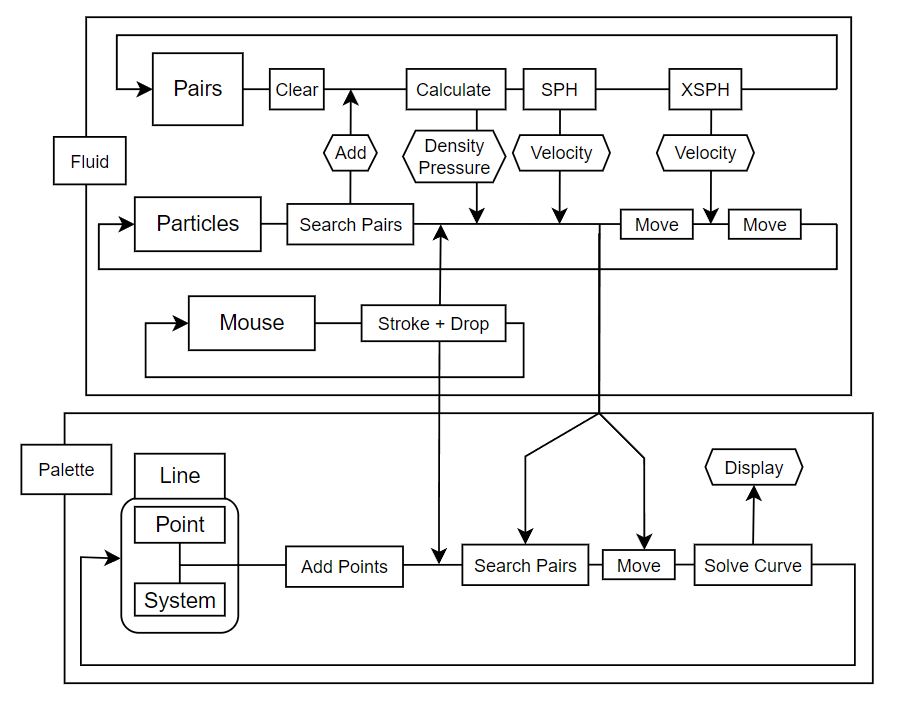 Pairs
Clear
Calculate
SPH
XSPH
Fluid
Add
Density
Pressure
Velocity
Velocity
Particles
Search Pairs
Move
Move
Mouse
Stroke + Drop
Palette
Line
Display
Point
Add Points
Search Pairs
Move
Solve Curve
System